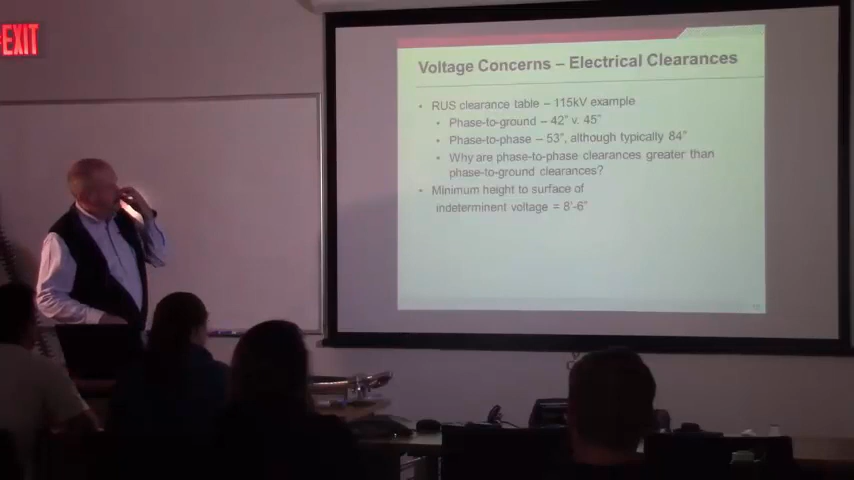 EXIT
Voltage Concerns – Electrical Clearances
• RUS clearance table – 115kV example
• Phase-to-ground – 42" v. 45"
• Phase-to-phase – 53", although typically 84"
• Why are phase-to-phase clearances greater than
phase-to-ground clearances?
• Minimum height to surface of
indeterminent voltage = 8'-6"